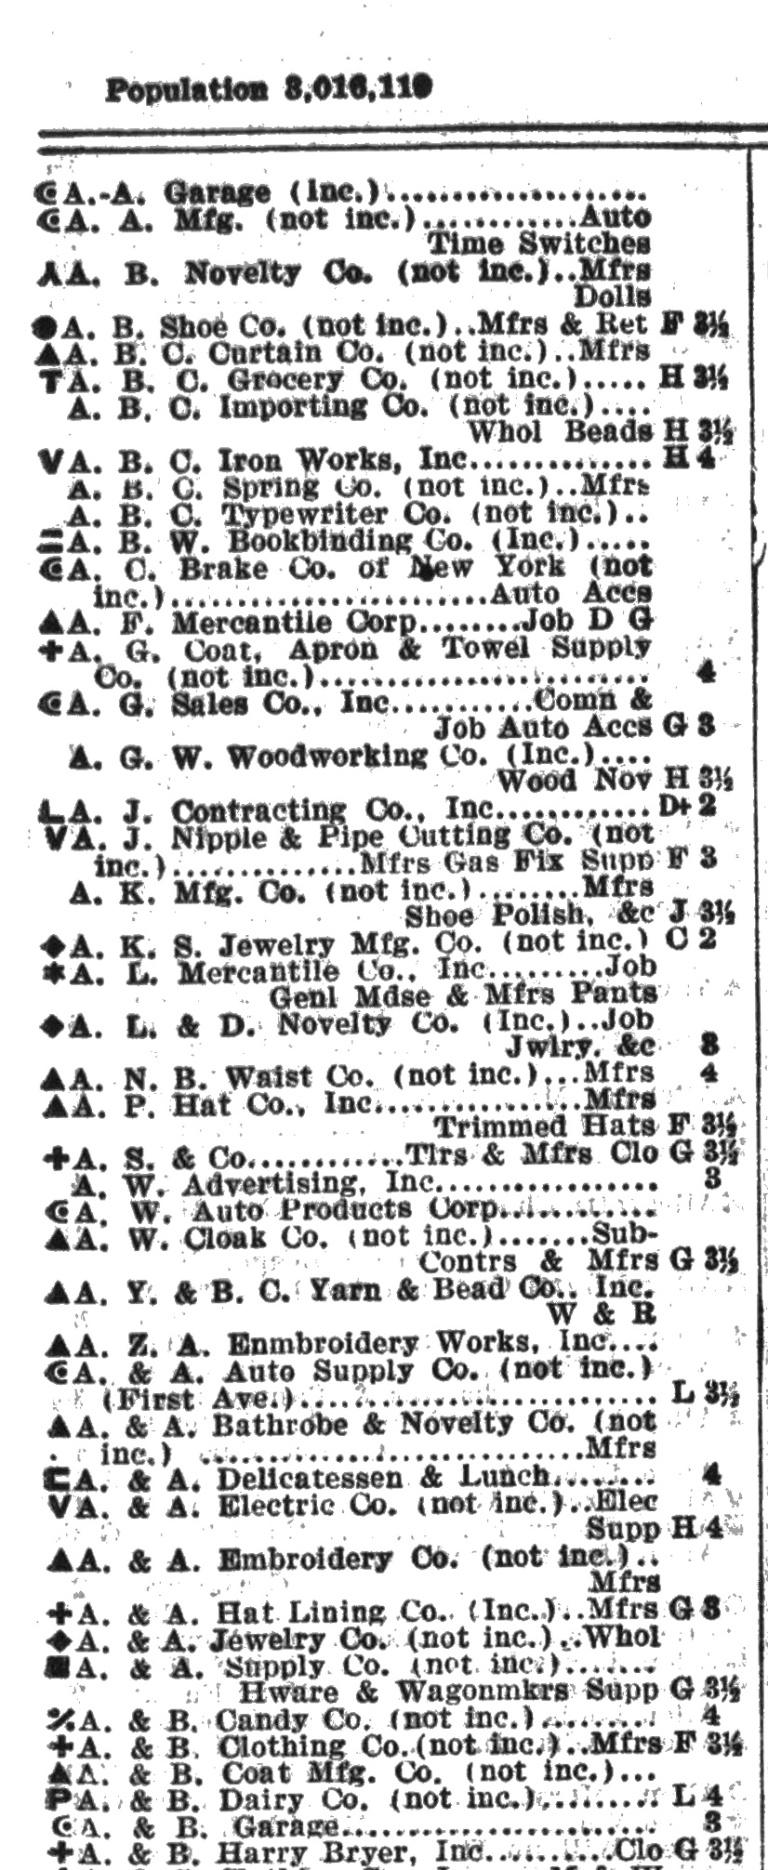 Population 8,016,110
A.-A. Garage (Inc.)....................
A. A. Mfg. (not inc.)............Auto
Time Switches
A. B. Novelty Co. (not inc.)..Mfrs
Dolls
A. B. Shoe Co. (not inc.)..Mfrs & Ret F 3½
A. B. C. Curtain Co. (not inc.)..Mfrs
TA. B. C. Grocery Co. (not inc.)..... H 3½
A. B. C. Importing Co. (not inc.)....
Whol Beads H 3½
VA. B. C. Iron Works, Inc.............. H 4
A. B. C. Spring Co. (not inc.)..Mfrs
A. B. C. Typewriter Co. (not inc.)..
A. B. W. Bookbinding Co. (Inc.).....
A. C. Brake Co. of New York (not
inc.)........................Auto Accs
▲A. F. Mercantile Corp........Job D G
+A. G. Coat, Apron & Towel Supply
Co. (not inc.)......................... 4
A. G. Sales Co., Inc...........Comn &
Job Auto Accs G 3
A. G. W. Woodworking Co. (Inc.)....
Wood Nov H 3½
LA. J. Contracting Co., Inc............ D+ 2
VA. J. Nipple & Pipe Cutting Co. (not
inc.)..............Mfrs Gas Fix Supp F 3
A. K. Mfg. Co. (not inc.)........Mfrs
Shoe Polish, &c J 3½
◆A. K. S. Jewelry Mfg. Co. (not inc.) C 2
*A. L. Mercantile Co., Inc.........Job
Genl Mdse & Mfrs Pants
◆A. L. & D. Novelty Co. (Inc.)..Job
Jwlry, &c 3
▲A. N. B. Waist Co. (not inc.)...Mfrs 4
▲A. P. Hat Co., Inc................Mfrs
Trimmed Hats F 3½
+A. S. & Co............Tlrs & Mfrs Clo G 3½
A. W. Advertising, Inc................. 3
A. W. Auto Products Corp............
▲A. W. Cloak Co. (not inc.).......Sub-
Contrs & Mfrs G 3½
▲A. Y. & B. C. Yarn & Bead Co., Inc.
W & R
▲A. Z. A. Enmbroidery Works, Inc....
A. & A. Auto Supply Co. (not inc.)
(First Ave.)........................... L 3½
▲A. & A. Bathrobe & Novelty Co. (not
inc.) .............................Mfrs
A. & A. Delicatessen & Lunch........ 4
VA. & A. Electric Co. (not inc.)..Elec
Supp H 4
▲A. & A. Embroidery Co. (not inc.)..
Mfrs
+A. & A. Hat Lining Co. (Inc.)..Mfrs G 3
◆A. & A. Jewelry Co. (not inc.)..Whol
■A. & A. Supply Co. (not inc.).......
Hware & Wagonmkrs Supp G 3½
A. & B. Candy Co. (not inc.)......... 4
+A. & B. Clothing Co. (not inc.)..Mfrs F 3½
▲A. & B. Coat Mfg. Co. (not inc.)...
PA. & B. Dairy Co. (not inc.)......... L 4
A. & B. Garage........................ 3
+A. & B. Harry Bryer, Inc..........Clo G 3½